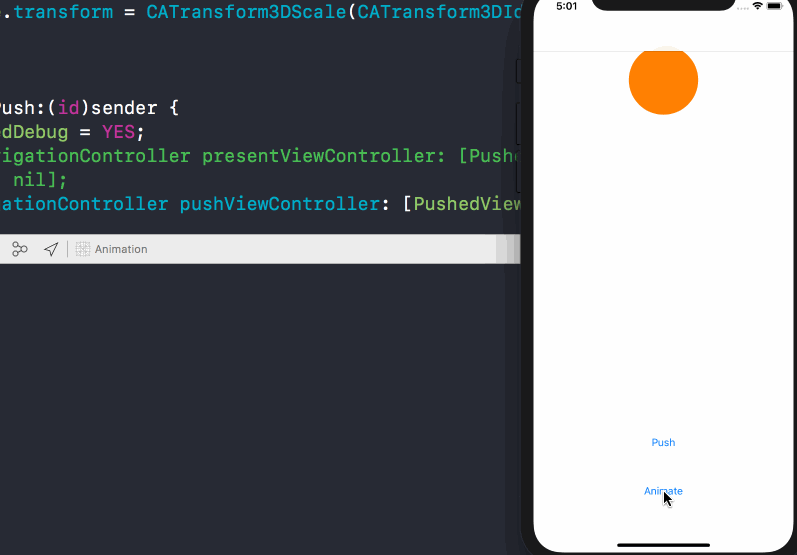 .transform = CATransform3DScale(CATransform3DId
ush:(id)sender {
dDebug = YES;
igationController presentViewController: [Push
nil];
ationController pushViewController: [PushedView
Animation
5:01
Push
Animate